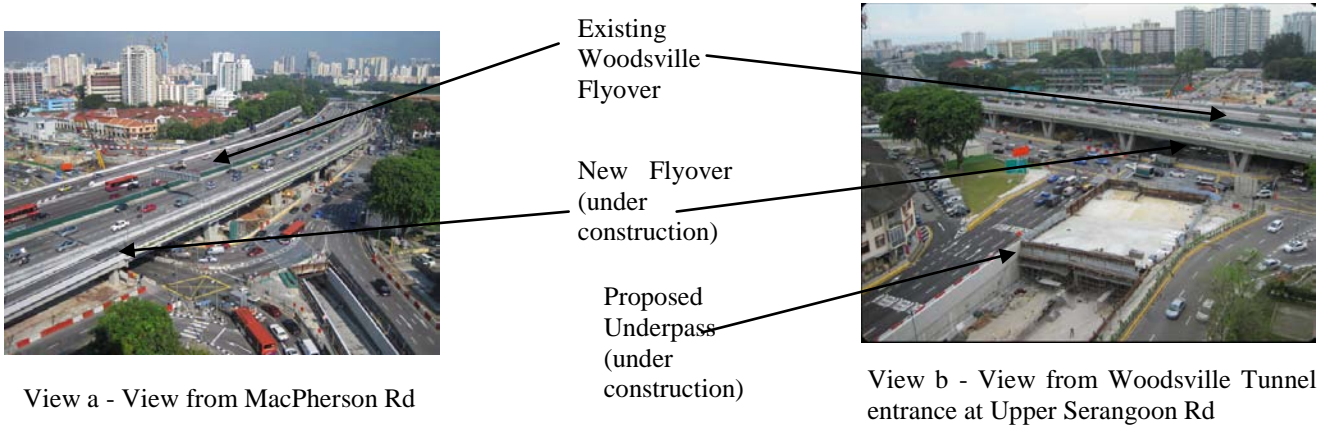 Existing
Woodsville
Flyover
New Flyover
(under
construction)
Proposed
Underpass
(under
construction)
View a - View from MacPherson Rd
View b - View from Woodsville Tunnel
entrance at Upper Serangoon Rd